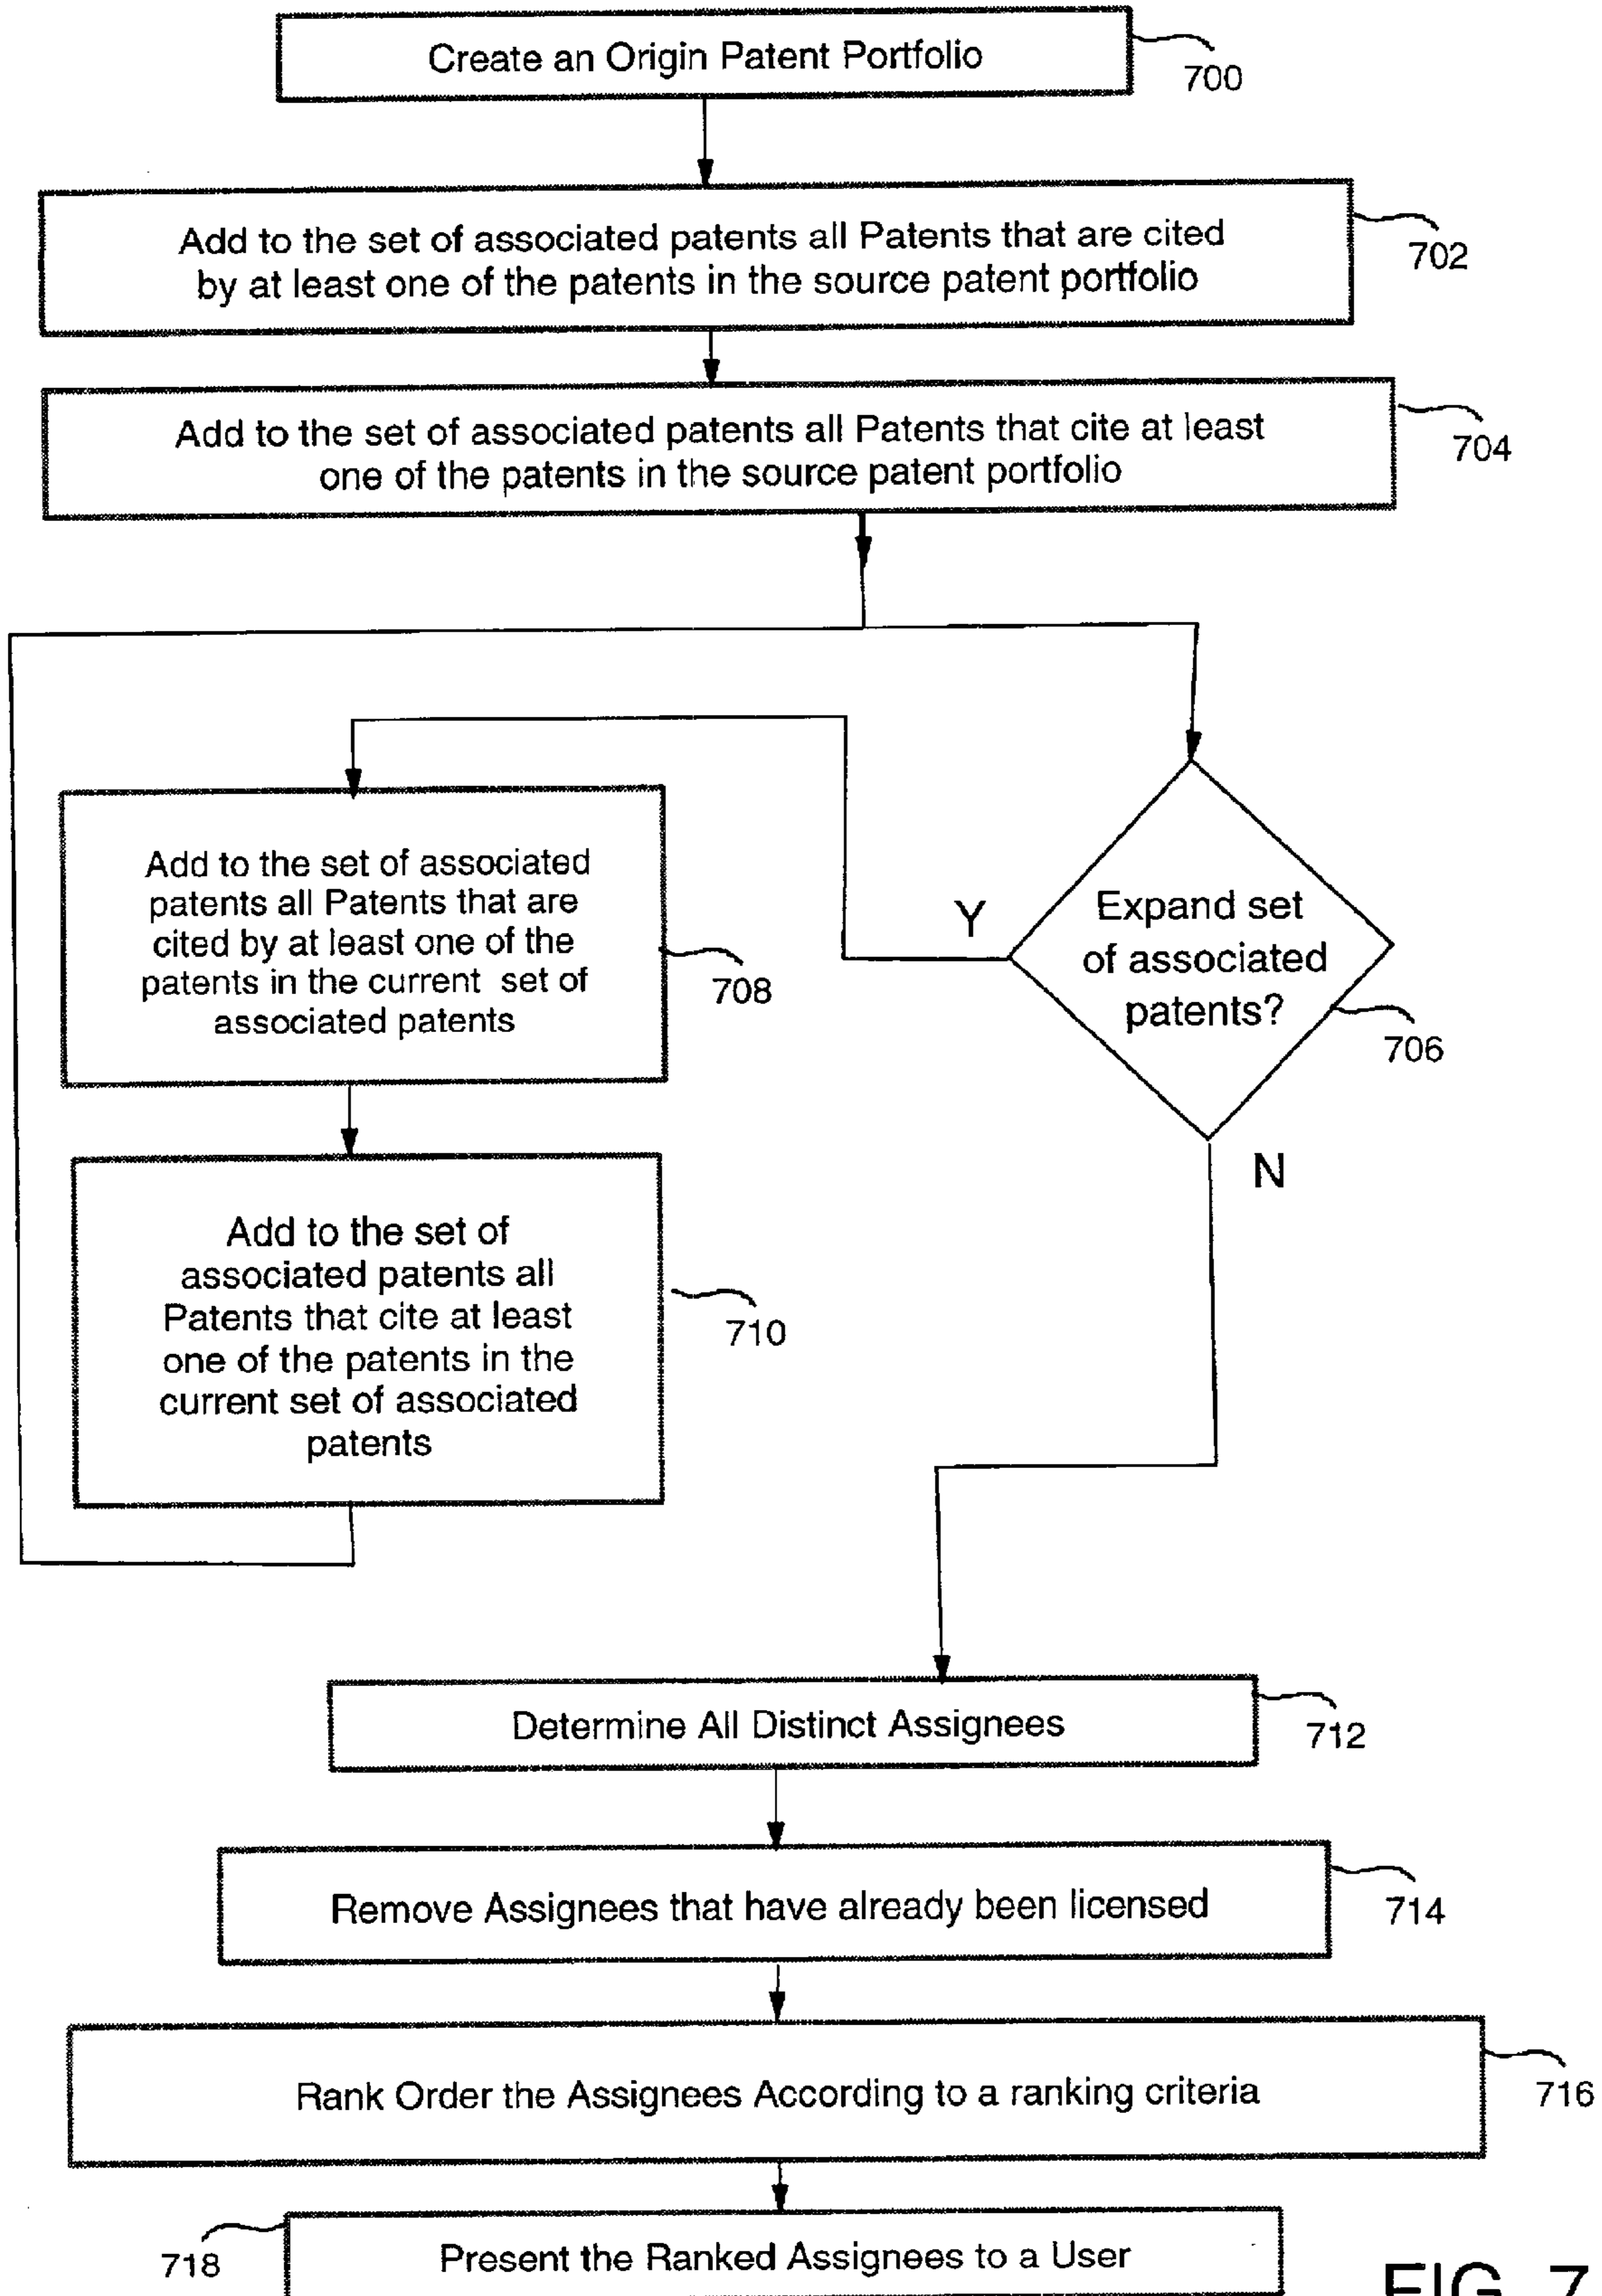 Create an Origin Patent Portfolio
700
Add to the set of associated patents all Patents that are cited
by at least one of the patents in the source patent portfolio
702
Add to the set of associated patents all Patents that cite at least
one of the patents in the source patent portfolio
704
Expand set
of associated
patents?
706
Y
N
Add to the set of associated
patents all Patents that are
cited by at least one of the
patents in the current set of
associated patents
708
Add to the set of
associated patents all
Patents that cite at least
one of the patents in the
current set of associated
patents
710
Determine All Distinct Assignees
712
Remove Assignees that have already been licensed
714
Rank Order the Assignees According to a ranking criteria
716
Present the Ranked Assignees to a User
718
FIG. 7